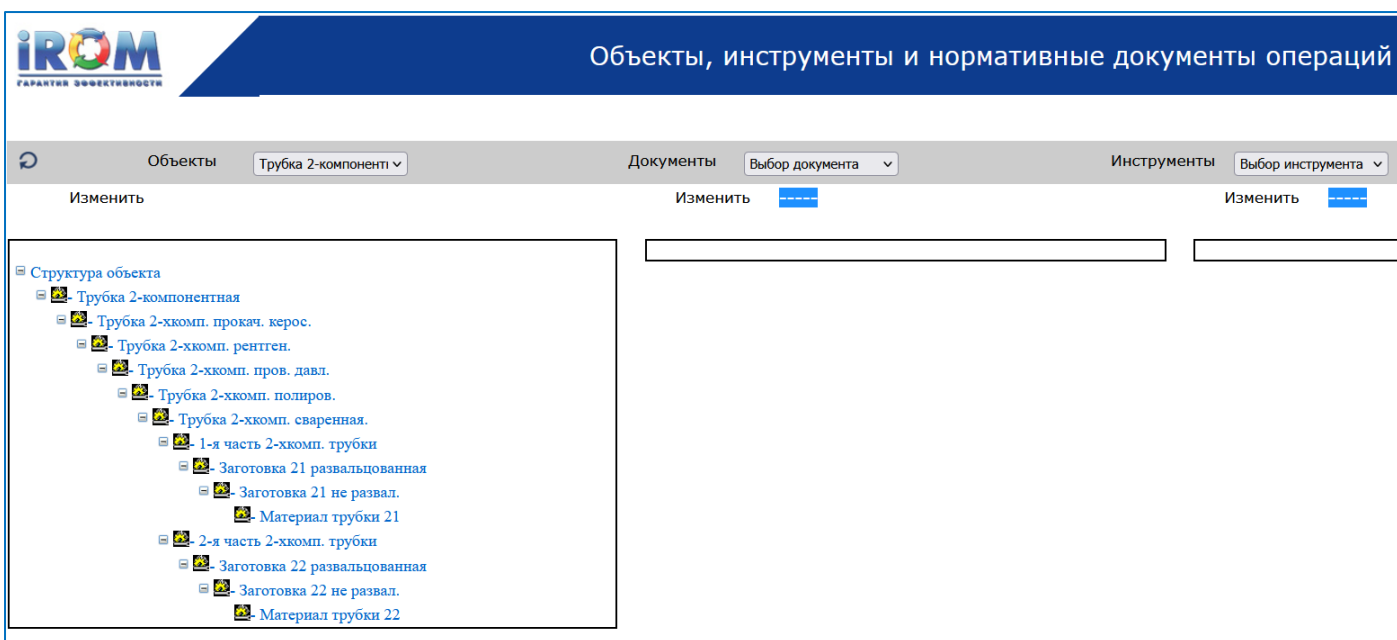 iROM
ГАРАНТИЯ ЭФФЕКТИВНОСТИ
Объекты, инструменты и нормативные документы операций
Объекты Трубка 2-компонентн Документы Выбор документа Инструменты Выбор инструмента
Изменить Изменить ----- Изменить -----
Структура объекта
- Трубка 2-компонентная
- Трубка 2-хкомп. прокач. керос.
- Трубка 2-хкомп. рентген.
- Трубка 2-хкомп. пров. давл.
- Трубка 2-хкомп. полиров.
- Трубка 2-хкомп. сваренная.
- 1-я часть 2-хкомп. трубки
- Заготовка 21 развальцованная
- Заготовка 21 не развал.
- Материал трубки 21
- 2-я часть 2-хкомп. трубки
- Заготовка 22 развальцованная
- Заготовка 22 не развал.
- Материал трубки 22